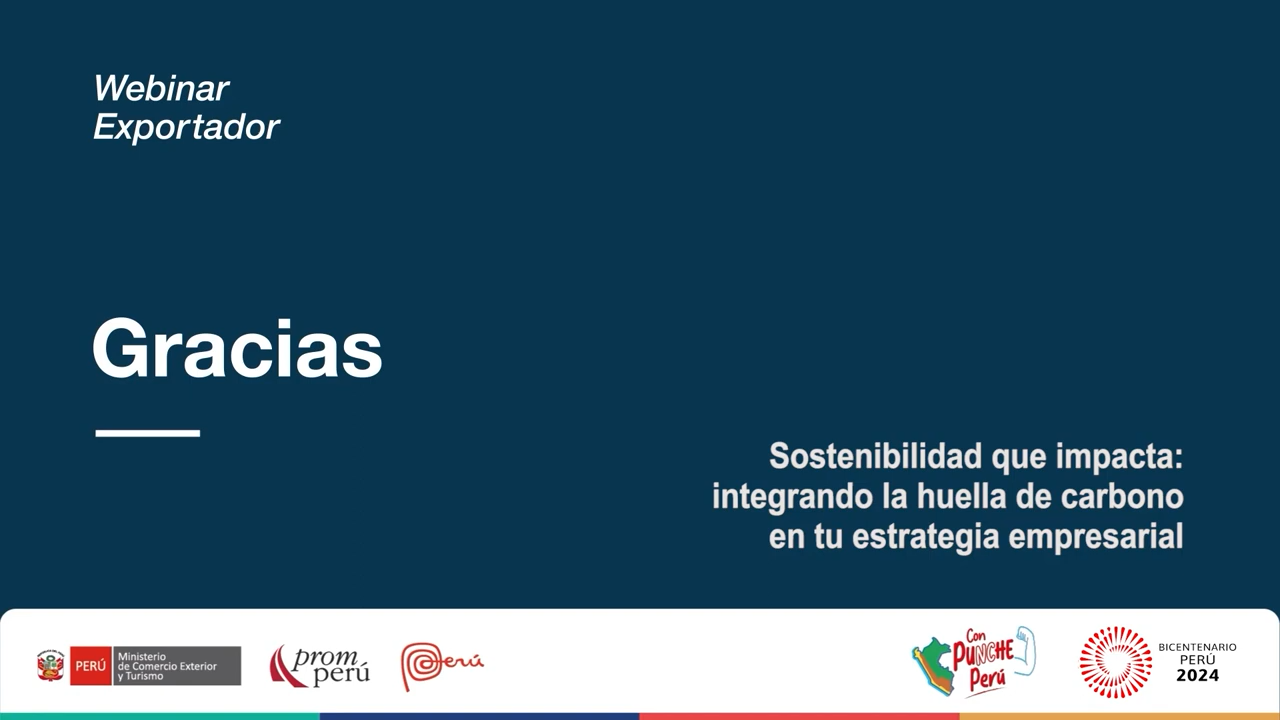 Webinar
Exportador
Gracias
Sostenibilidad que impacta:
integrando la huella de carbono
en tu estrategia empresarial
PERÚ
Ministerio
de Comercio Exterior
y Turismo
prom
perú
Perú
Con
PUNCHE
Perú
BICENTENARIO
PERÚ
2024